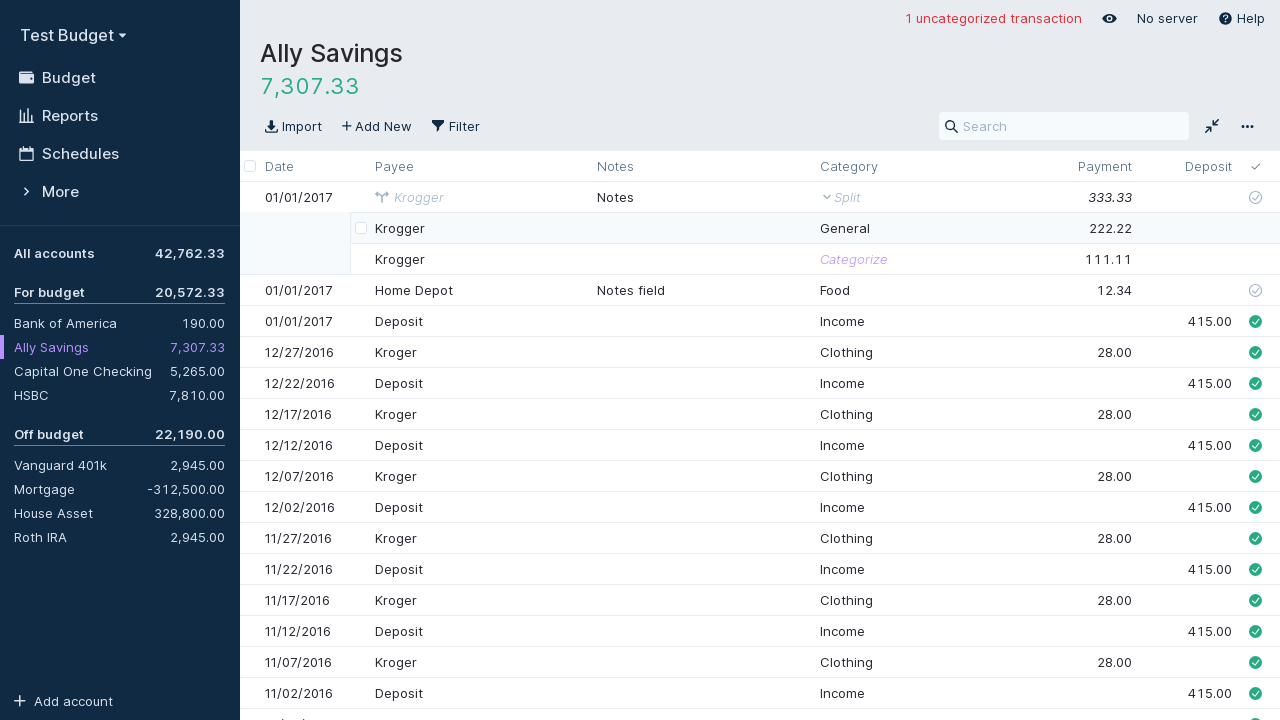 Test Budget
Budget
Reports
Schedules
More
All accounts 42,762.33
For budget 20,572.33
Bank of America 190.00
Ally Savings 7,307.33
Capital One Checking 5,265.00
HSBC 7,810.00
Off budget 22,190.00
Vanguard 401k 2,945.00
Mortgage -312,500.00
House Asset 328,800.00
Roth IRA 2,945.00
Add account
1 uncategorized transaction No server Help
Ally Savings
7,307.33
Import Add New Filter Search
Date Payee Notes Category Payment Deposit
01/01/2017 Krogger Notes Split 333.33
Krogger General 222.22
Krogger Categorize 111.11
01/01/2017 Home Depot Notes field Food 12.34
01/01/2017 Deposit Income 415.00
12/27/2016 Kroger Clothing 28.00
12/22/2016 Deposit Income 415.00
12/17/2016 Kroger Clothing 28.00
12/12/2016 Deposit Income 415.00
12/07/2016 Kroger Clothing 28.00
12/02/2016 Deposit Income 415.00
11/27/2016 Kroger Clothing 28.00
11/22/2016 Deposit Income 415.00
11/17/2016 Kroger Clothing 28.00
11/12/2016 Deposit Income 415.00
11/07/2016 Kroger Clothing 28.00
11/02/2016 Deposit Income 415.00